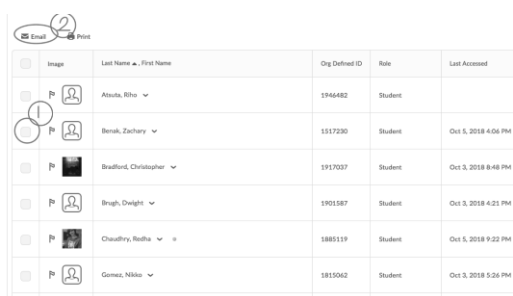 2
Email Print
Image Last Name ▲ , First Name Org Defined ID Role Last Accessed
Atsuta, Riho 1946482 Student
1
Benak, Zachary 1517230 Student Oct 5, 2018 4:06 PM
Bradford, Christopher 1917037 Student Oct 3, 2018 8:48 PM
Brugh, Dwight 1901587 Student Oct 3, 2018 4:21 PM
Chaudhry, Redha 1885119 Student Oct 5, 2018 9:22 PM
Gomez, Nikko 1815062 Student Oct 3, 2018 5:26 PM